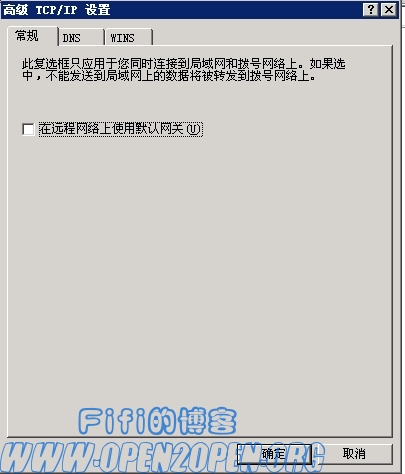 高级 TCP/IP 设置
常规 DNS WINS
此复选框只应用于您同时连接到局域网和拨号网络上。如果选
中，不能发送到局域网上的数据将被转发到拨号网络上。
在远程网络上使用默认网关(U)
Fifi的博客
WWW.OPEN2OPEN.ORG
确定 取消